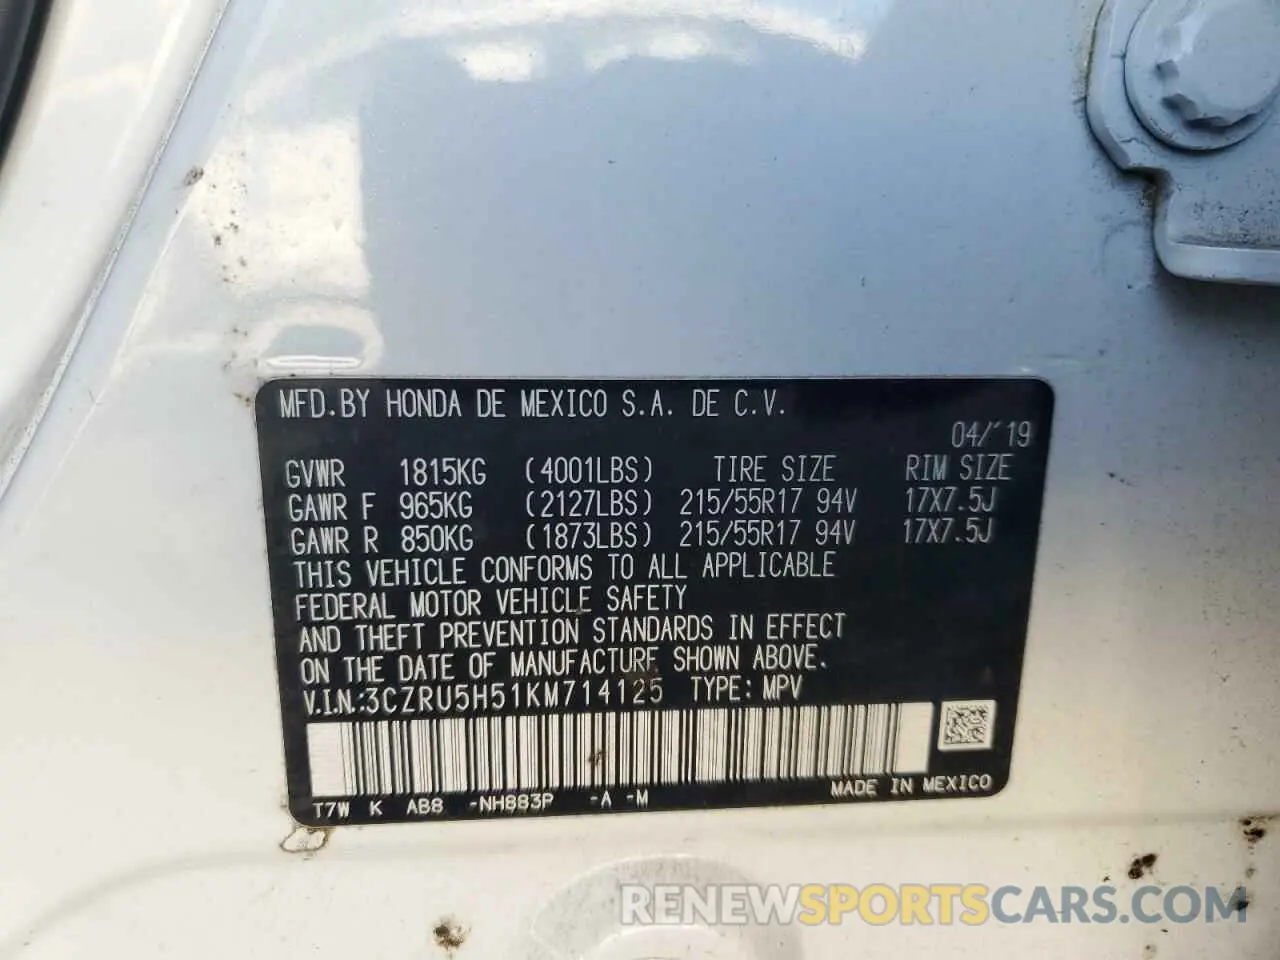 MFD.BY HONDA DE MEXICO S.A. DE C.V.
04/'19
GVWR 1815KG (4001LBS) TIRE SIZE RIM SIZE
GAWR F 965KG (2127LBS) 215/55R17 94V 17X7.5J
GAWR R 850KG (1873LBS) 215/55R17 94V 17X7.5J
THIS VEHICLE CONFORMS TO ALL APPLICABLE
FEDERAL MOTOR VEHICLE SAFETY
AND THEFT PREVENTION STANDARDS IN EFFECT
ON THE DATE OF MANUFACTURE SHOWN ABOVE.
V.I.N.:3CZRU5H51KM714125 TYPE: MPV
T7W K AB8 -NH883P -A -M MADE IN MEXICO
RENEWSPORTSCARS.COM